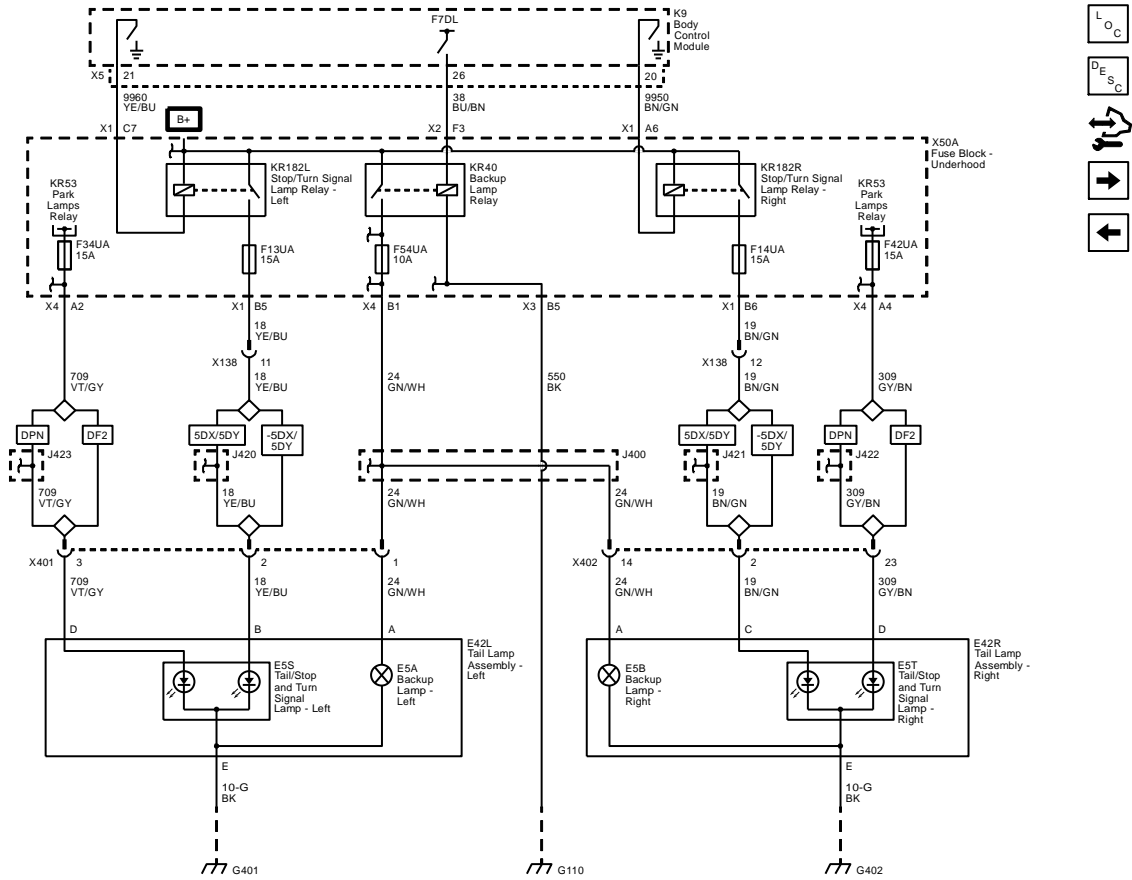 F7DL
K9
Body
Control
Module
L
O
C
D
E
S
C
X5
21
26
20
9960
YE/BU
38
BU/BN
9950
BN/GN
B+
X1
C7
X2
F3
X1
A6
X50A
Fuse Block -
Underhood
KR53
Park
Lamps
Relay
KR182L
Stop/Turn Signal
Lamp Relay -
Left
KR40
Backup
Lamp
Relay
KR182R
Stop/Turn Signal
Lamp Relay -
Right
KR53
Park
Lamps
Relay
F34UA
15A
F13UA
15A
F54UA
10A
F14UA
15A
F42UA
15A
X4
A2
X1
B5
X4
B1
X3
B5
X1
B6
X4
A4
18
YE/BU
19
BN/GN
X138
11
X138
12
709
VT/GY
18
YE/BU
24
GN/WH
550
BK
19
BN/GN
309
GY/BN
DPN
DF2
5DX/5DY
-5DX/
5DY
5DX/5DY
-5DX/
5DY
DPN
DF2
J423
J420
J400
J421
J422
709
VT/GY
18
YE/BU
24
GN/WH
24
GN/WH
19
BN/GN
309
GY/BN
X401
3
2
1
X402
14
2
23
709
VT/GY
18
YE/BU
24
GN/WH
24
GN/WH
19
BN/GN
309
GY/BN
D
B
A
A
C
D
E42L
Tail Lamp
Assembly -
Left
E42R
Tail Lamp
Assembly -
Right
E5S
Tail/Stop
and Turn
Signal
Lamp - Left
E5A
Backup
Lamp -
Left
E5B
Backup
Lamp -
Right
E5T
Tail/Stop
and Turn
Signal
Lamp -
Right
E
E
10-G
BK
10-G
BK
G401
G110
G402